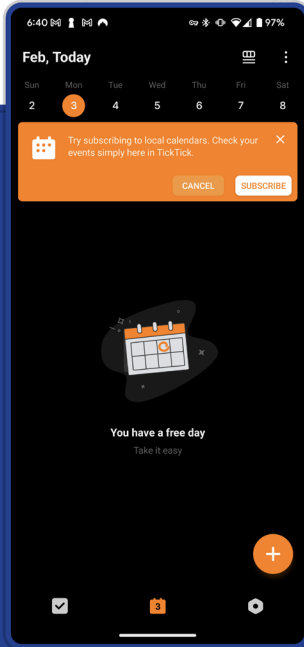 6:40 97%
Feb, Today
Sun Mon Tue Wed Thu Fri Sat
2 3 4 5 6 7 8
Try subscribing to local calendars. Check your
events simply here in TickTick.
CANCEL SUBSCRIBE
You have a free day
Take it easy
3